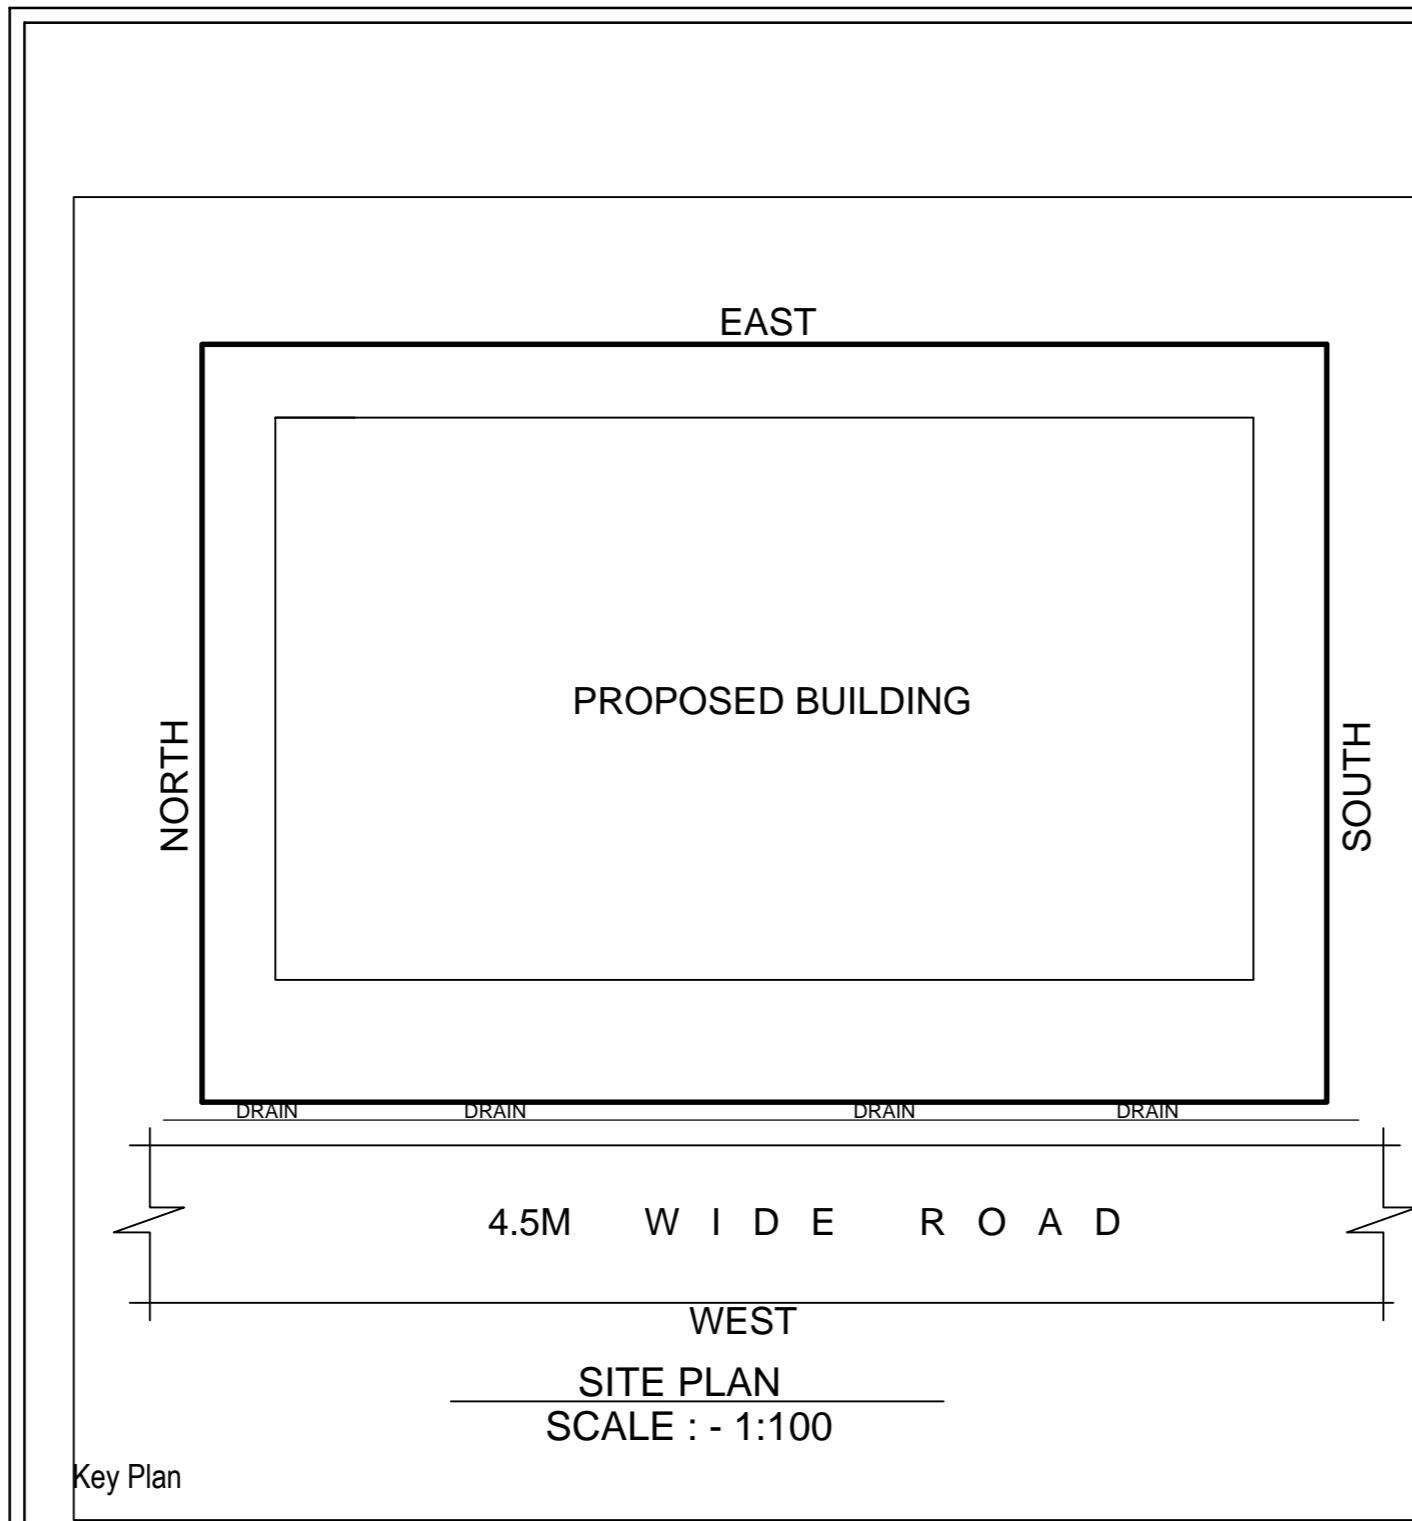 EAST
PROPOSED BUILDING
NORTH
SOUTH
DRAIN DRAIN DRAIN DRAIN
4.5M WIDE ROAD
WEST
SITE PLAN
SCALE : - 1:100
Key Plan